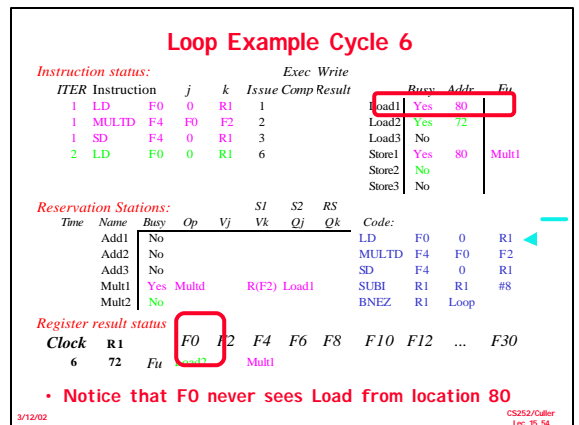 Loop Example Cycle 6
Instruction status: Exec Write
ITER Instruction j k Issue Comp Result Busy Addr Fu
1 LD F0 0 R1 1 Load1 Yes 80
1 MULTD F4 F0 F2 2 Load2 Yes 72
1 SD F4 0 R1 3 Load3 No
2 LD F0 0 R1 6 Store1 Yes 80 Mult1
Store2 No
Store3 No
Reservation Stations: S1 S2 RS
Time Name Busy Op Vj Vk Qj Qk Code:
Add1 No LD F0 0 R1
Add2 No MULTD F4 F0 F2
Add3 No SD F4 0 R1
Mult1 Yes Multd R(F2) Load1 SUBI R1 R1 #8
Mult2 No BNEZ R1 Loop
Register result status
Clock R1 F0 F2 F4 F6 F8 F10 F12 ... F30
6 72 Fu Load2 Mult1
• Notice that F0 never sees Load from location 80
3/12/02
CS252/Culler
Lec 15.54